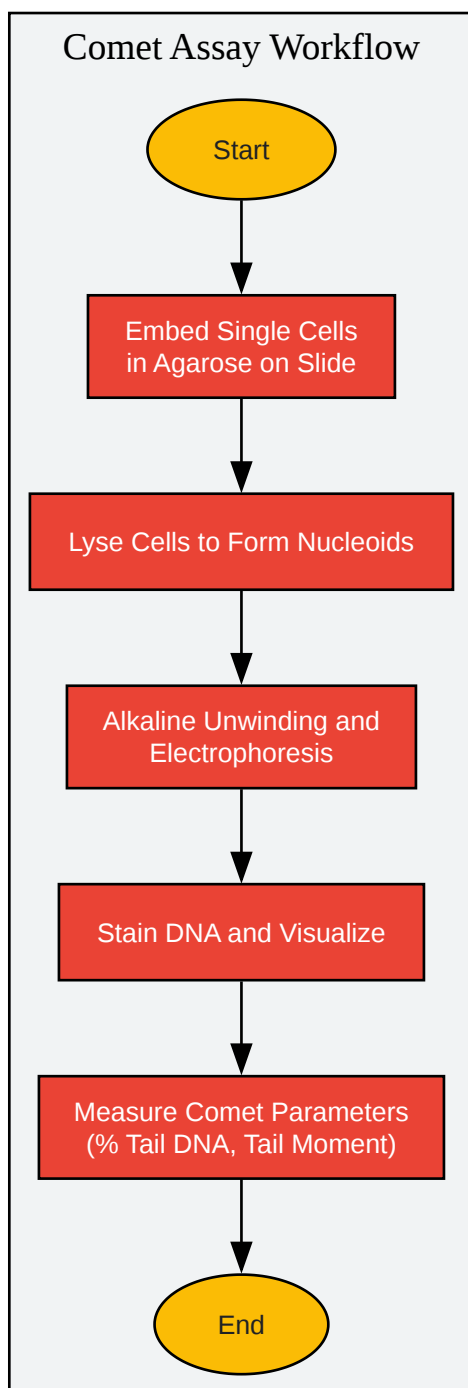 Comet Assay Workflow
Start
Embed Single Cells
in Agarose on Slide
Lyse Cells to Form Nucleoids
Alkaline Unwinding and
Electrophoresis
Stain DNA and Visualize
Measure Comet Parameters
(% Tail DNA, Tail Moment)
End